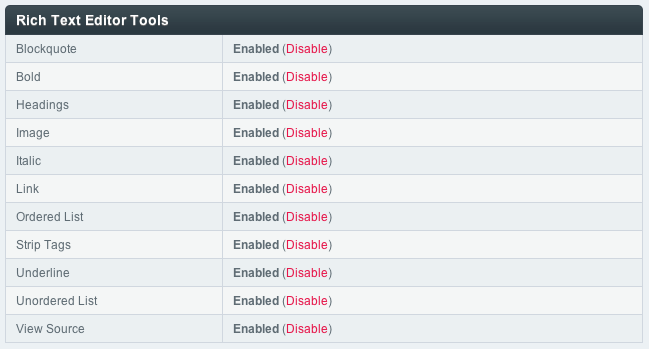 Rich Text Editor Tools
Blockquote Enabled (Disable)
Bold Enabled (Disable)
Headings Enabled (Disable)
Image Enabled (Disable)
Italic Enabled (Disable)
Link Enabled (Disable)
Ordered List Enabled (Disable)
Strip Tags Enabled (Disable)
Underline Enabled (Disable)
Unordered List Enabled (Disable)
View Source Enabled (Disable)